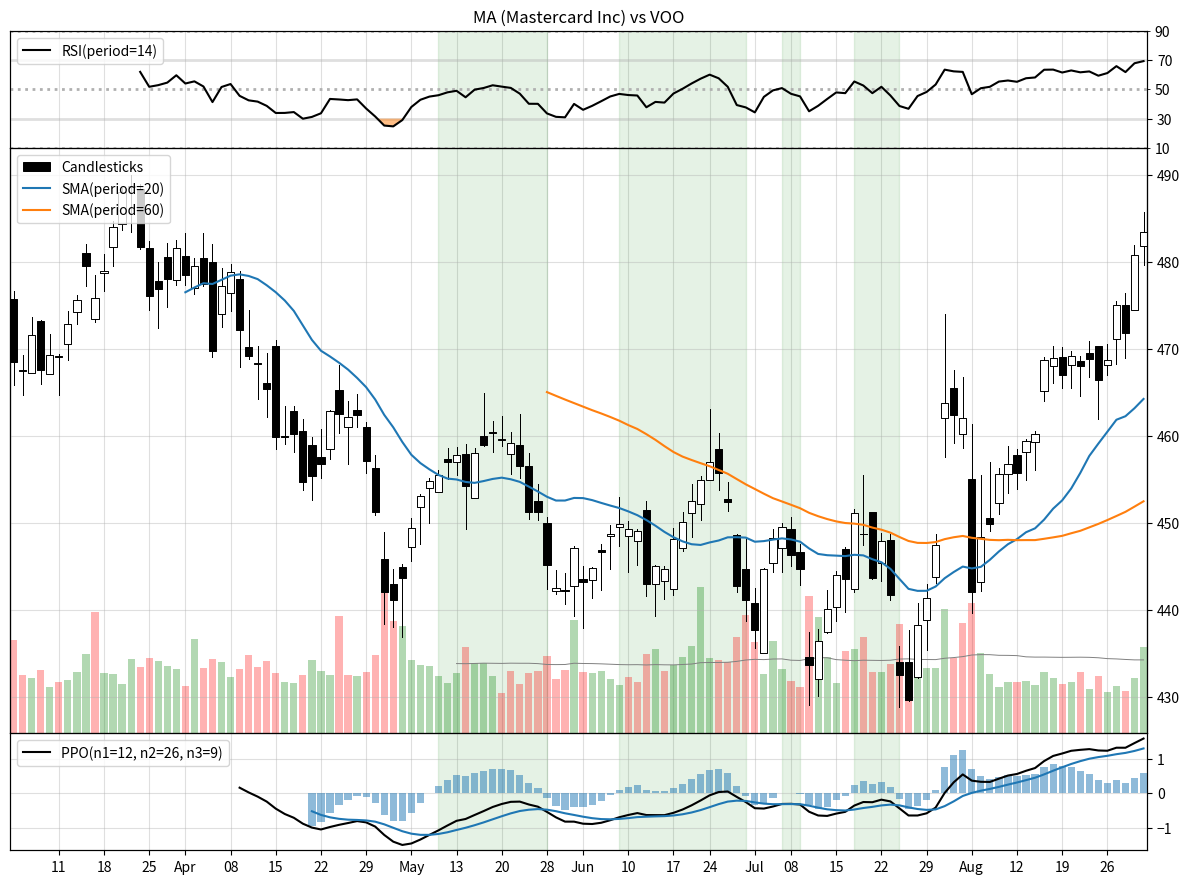 MA (Mastercard Inc) vs VOO
RSI(period=14)
90
70
50
30
10
Candlesticks
SMA(period=20)
SMA(period=60)
490
480
470
460
450
440
430
PPO(n1=12, n2=26, n3=9)
1
0
−1
11 18 25 Apr 08 15 22 29 May 13 20 28 Jun 10 17 24 Jul 08 15 22 29 Aug 12 19 26